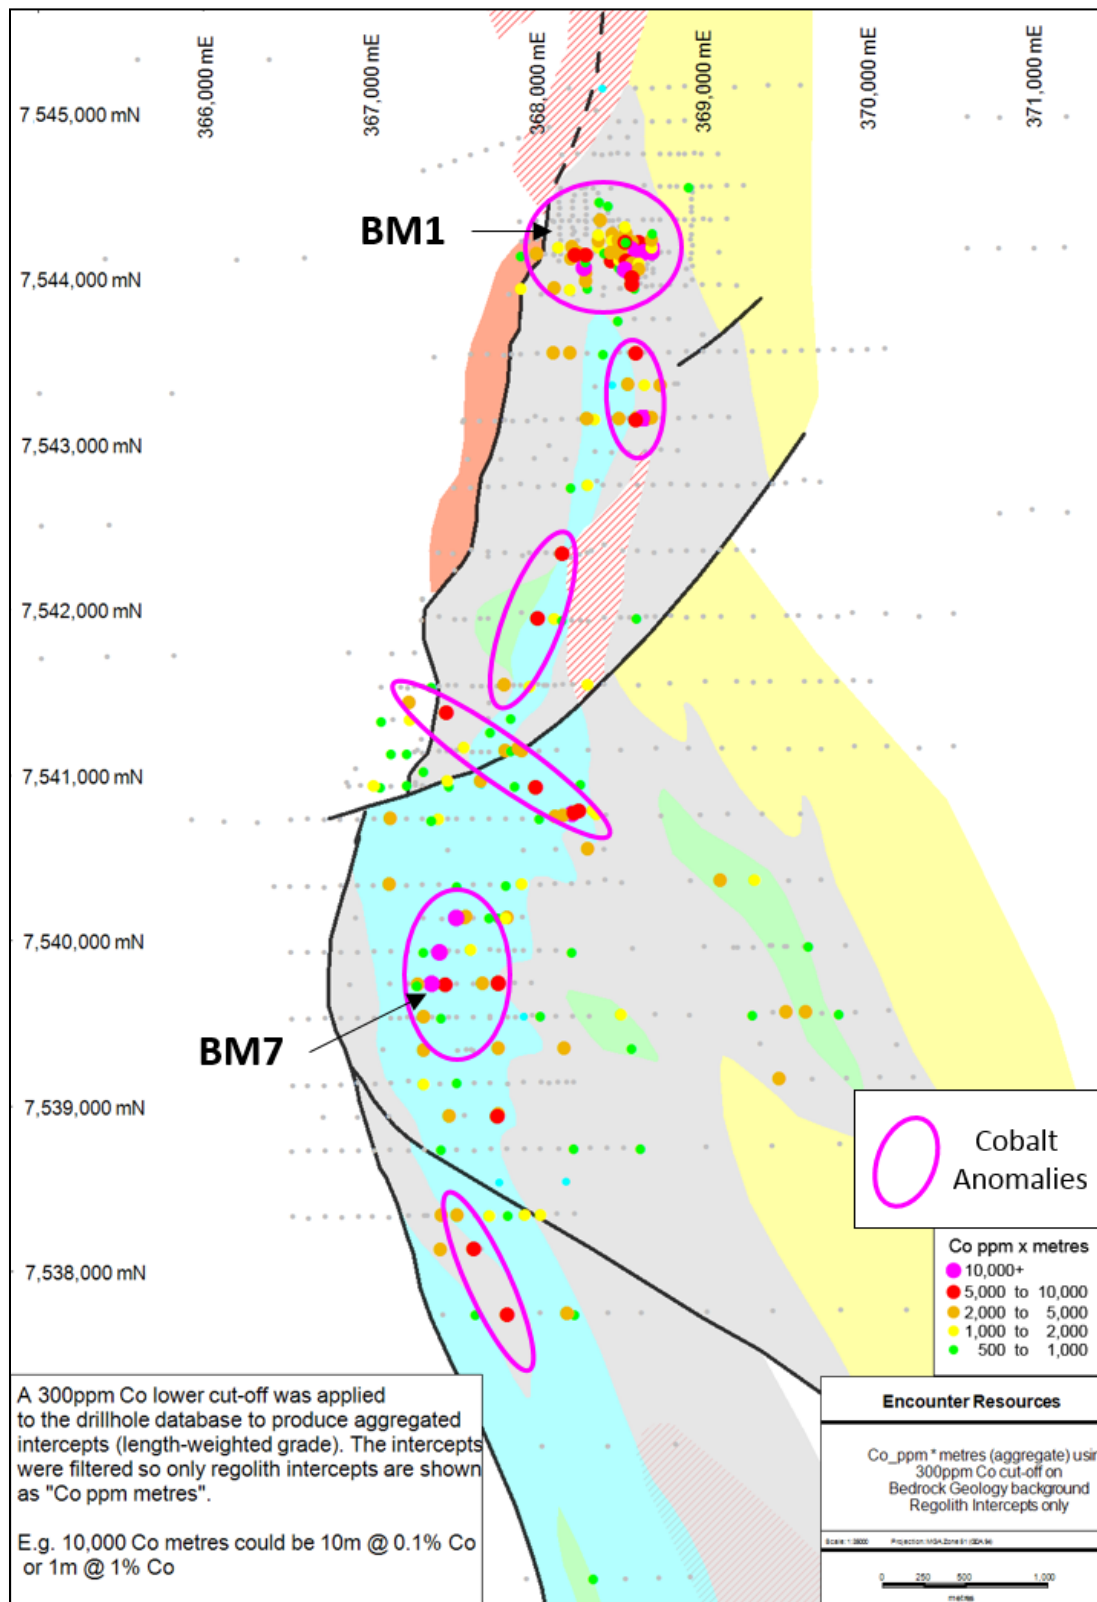 366,000 mE
367,000 mE
368,000 mE
369,000 mE
370,000 mE
371,000 mE
7,545,000 mN
BM1
7,544,000 mN
7,543,000 mN
7,542,000 mN
7,541,000 mN
7,540,000 mN
BM7
7,539,000 mN
7,538,000 mN
Cobalt
Anomalies
Co ppm x metres
10,000+
5,000 to 10,000
2,000 to 5,000
1,000 to 2,000
500 to 1,000
A 300ppm Co lower cut-off was applied
to the drillhole database to produce aggregated
intercepts (length-weighted grade). The intercepts
were filtered so only regolith intercepts are shown
as "Co ppm metres".
E.g. 10,000 Co metres could be 10m @ 0.1% Co
or 1m @ 1% Co
Encounter Resources
Co_ppm * metres (aggregate) usin
300ppm Co cut-off on
Bedrock Geology background
Regolith Intercepts only
Projection: MGA Zone 51 (GDA 94)
0 250 500 1,000
metres